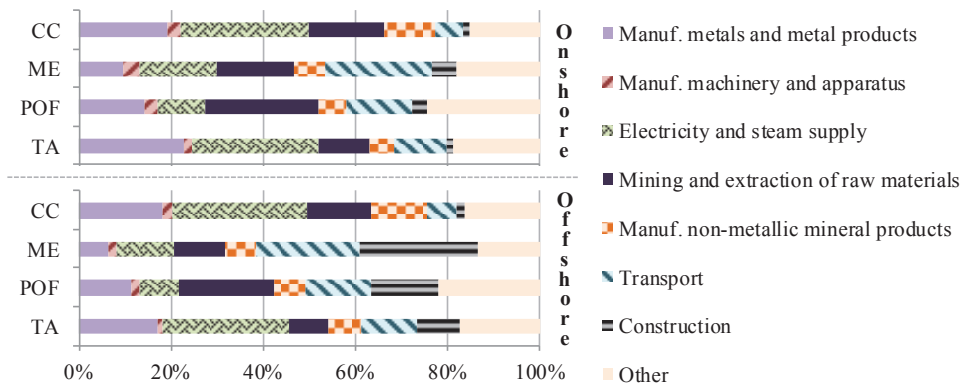 CC
ME
POF
TA
Onshore
CC
ME
POF
TA
Offshore
0% 20% 40% 60% 80% 100%
Manuf. metals and metal products
Manuf. machinery and apparatus
Electricity and steam supply
Mining and extraction of raw materials
Manuf. non-metallic mineral products
Transport
Construction
Other